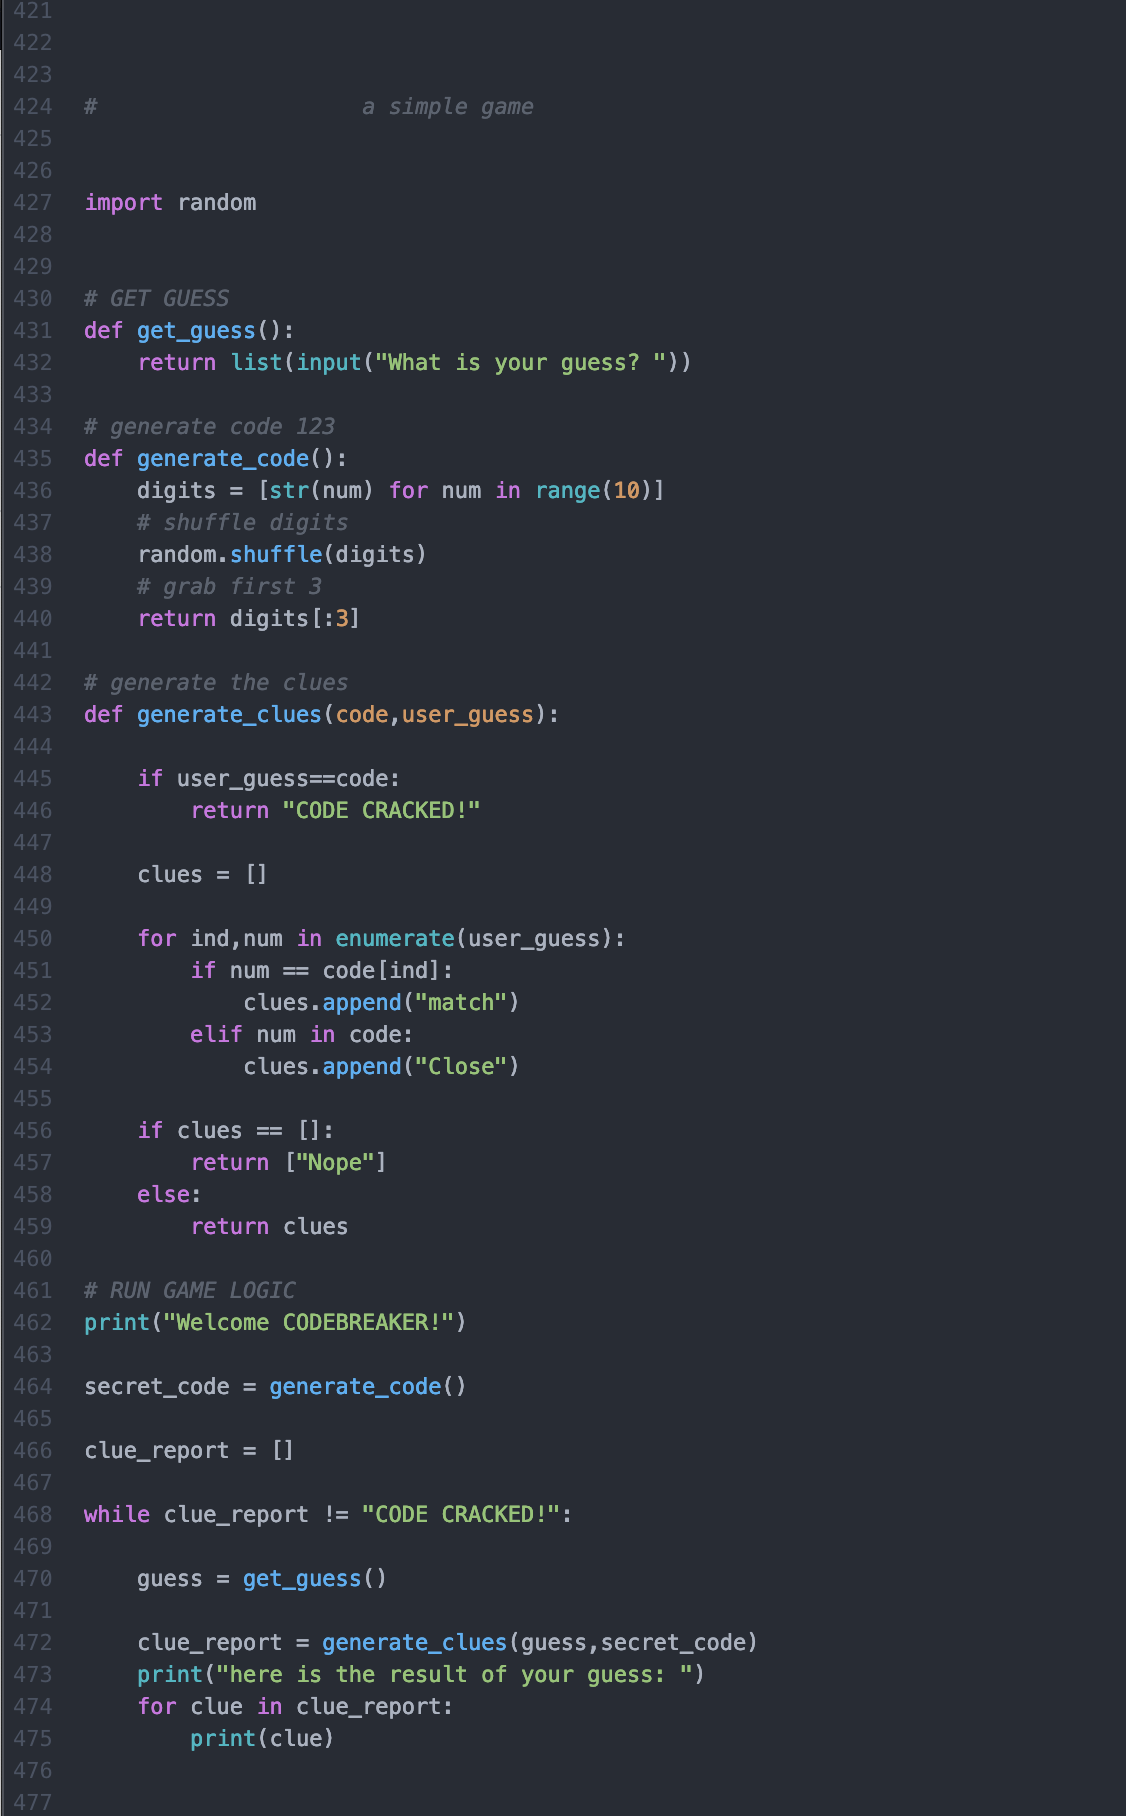 421
422
423
424 # a simple game
425
426
427 import random
428
429
430 # GET GUESS
431 def get_guess():
432     return list(input("What is your guess? "))
433
434 # generate code 123
435 def generate_code():
436     digits = [str(num) for num in range(10)]
437     # shuffle digits
438     random.shuffle(digits)
439     # grab first 3
440     return digits[:3]
441
442 # generate the clues
443 def generate_clues(code,user_guess):
444
445     if user_guess==code:
446         return "CODE CRACKED!"
447
448     clues = []
449
450     for ind,num in enumerate(user_guess):
451         if num == code[ind]:
452             clues.append("match")
453         elif num in code:
454             clues.append("Close")
455
456     if clues == []:
457         return ["Nope"]
458     else:
459         return clues
460
461 # RUN GAME LOGIC
462 print("Welcome CODEBREAKER!")
463
464 secret_code = generate_code()
465
466 clue_report = []
467
468 while clue_report != "CODE CRACKED!":
469
470     guess = get_guess()
471
472     clue_report = generate_clues(guess,secret_code)
473     print("here is the result of your guess: ")
474     for clue in clue_report:
475         print(clue)
476
477